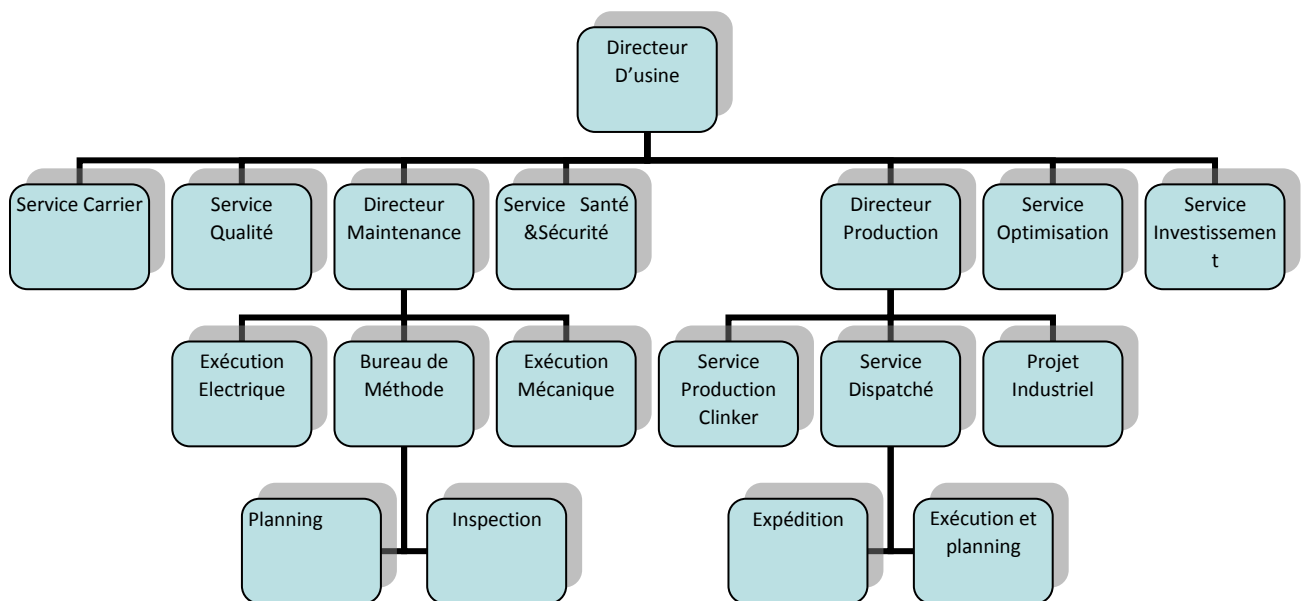 Directeur
D'usine
Service Carrier
Service
Qualité
Directeur
Maintenance
Service Santé
&Sécurité
Directeur
Production
Service
Optimisation
Service
Investissemen
t
Exécution
Electrique
Bureau de
Méthode
Exécution
Mécanique
Service
Production
Clinker
Service
Dispatché
Projet
Industriel
Planning
Inspection
Expédition
Exécution et
planning